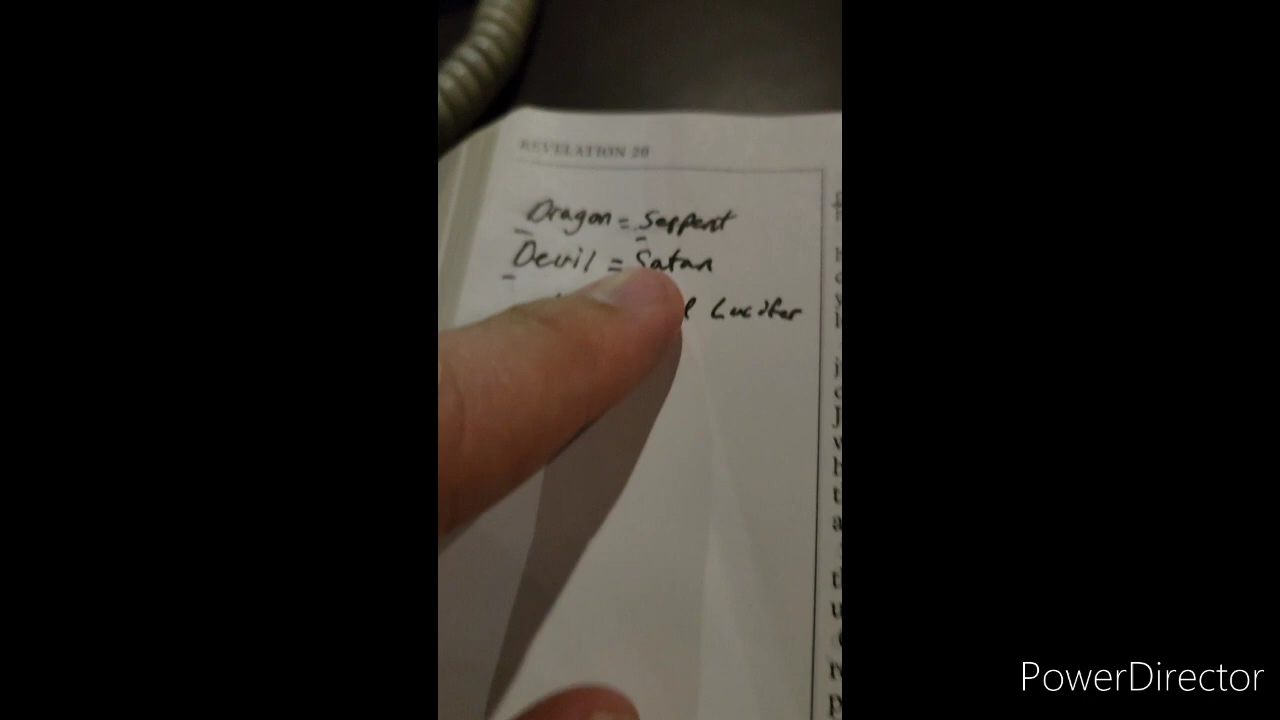 REVELATION 20
Dragon = Serpent
Devil = Satan
Lucifer
PowerDirector